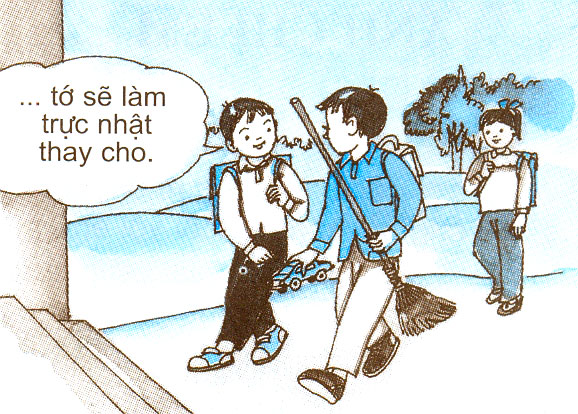 ... tớ sẽ làm
trực nhật
thay cho.